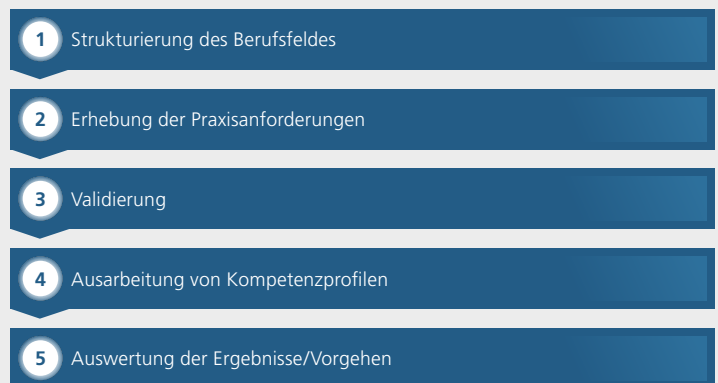 1 Strukturierung des Berufsfeldes
2 Erhebung der Praxisanforderungen
3 Validierung
4 Ausarbeitung von Kompetenzprofilen
5 Auswertung der Ergebnisse/Vorgehen